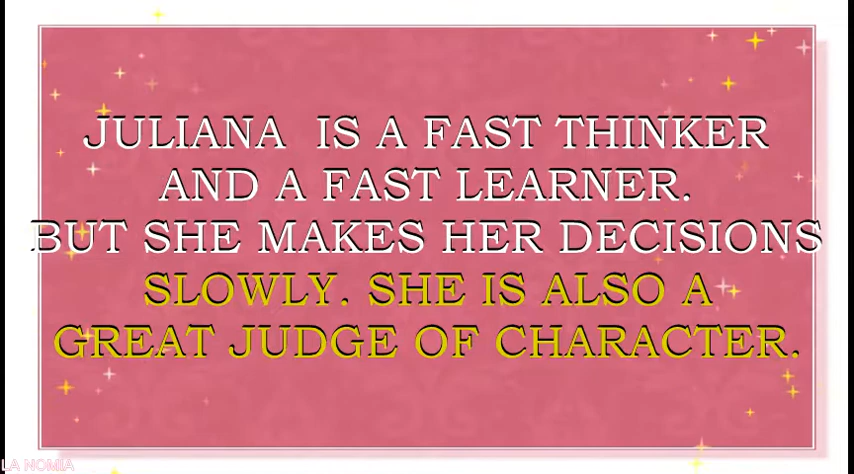 JULIANA IS A FAST THINKER
AND A FAST LEARNER.
BUT SHE MAKES HER DECISIONS
SLOWLY. SHE IS ALSO A
GREAT JUDGE OF CHARACTER.
LA NOMIA